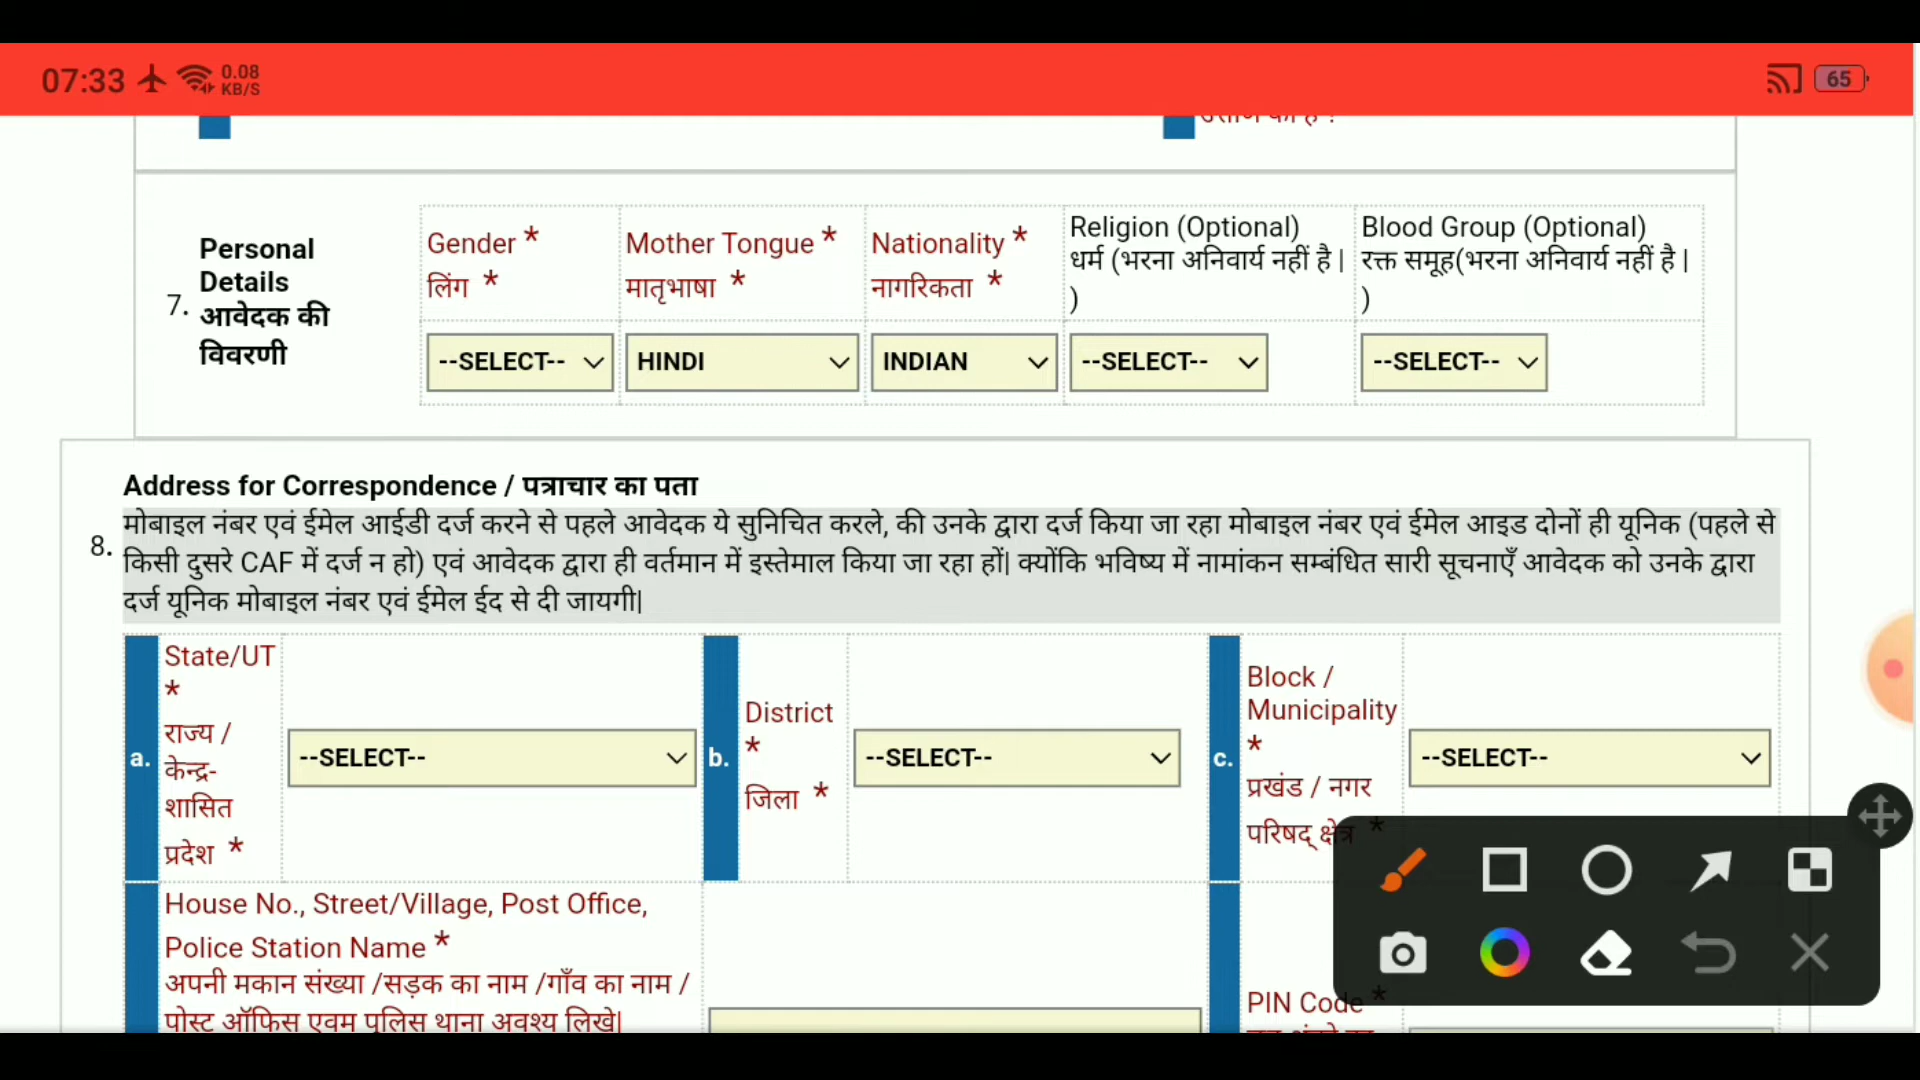 07:33 0.08 KB/S 65
Personal Details
आवेदक की विवरणी
7.
Gender *
लिंग *
Mother Tongue *
मातृभाषा *
Nationality *
नागरिकता *
Religion (Optional)
धर्म (भरना अनिवार्य नहीं है |
)
Blood Group (Optional)
रक्त समूह(भरना अनिवार्य नहीं है |
)
--SELECT-- HINDI INDIAN --SELECT-- --SELECT--
Address for Correspondence / पत्राचार का पता
8.
मोबाइल नंबर एवं ईमेल आईडी दर्ज करने से पहले आवेदक ये सुनिचित करले, की उनके द्वारा दर्ज किया जा रहा मोबाइल नंबर एवं ईमेल आइड दोनों ही यूनिक (पहले से
किसी दुसरे CAF में दर्ज न हो) एवं आवेदक द्वारा ही वर्तमान में इस्तेमाल किया जा रहा हों| क्योंकि भविष्य में नामांकन सम्बंधित सारी सूचनाएँ आवेदक को उनके द्वारा
दर्ज यूनिक मोबाइल नंबर एवं ईमेल ईद से दी जायगी|
a.
State/UT
*
राज्य /
केन्द्र-
शासित
प्रदेश *
--SELECT--
b.
District
*
जिला *
--SELECT--
c.
Block /
Municipality
*
प्रखंड / नगर
परिषद् क्षेत्र *
--SELECT--
House No., Street/Village, Post Office,
Police Station Name *
अपनी मकान संख्या /सड़क का नाम /गाँव का नाम /
पोस्ट ऑफिस एवम पुलिस थाना अवश्य लिखे|
PIN Code *